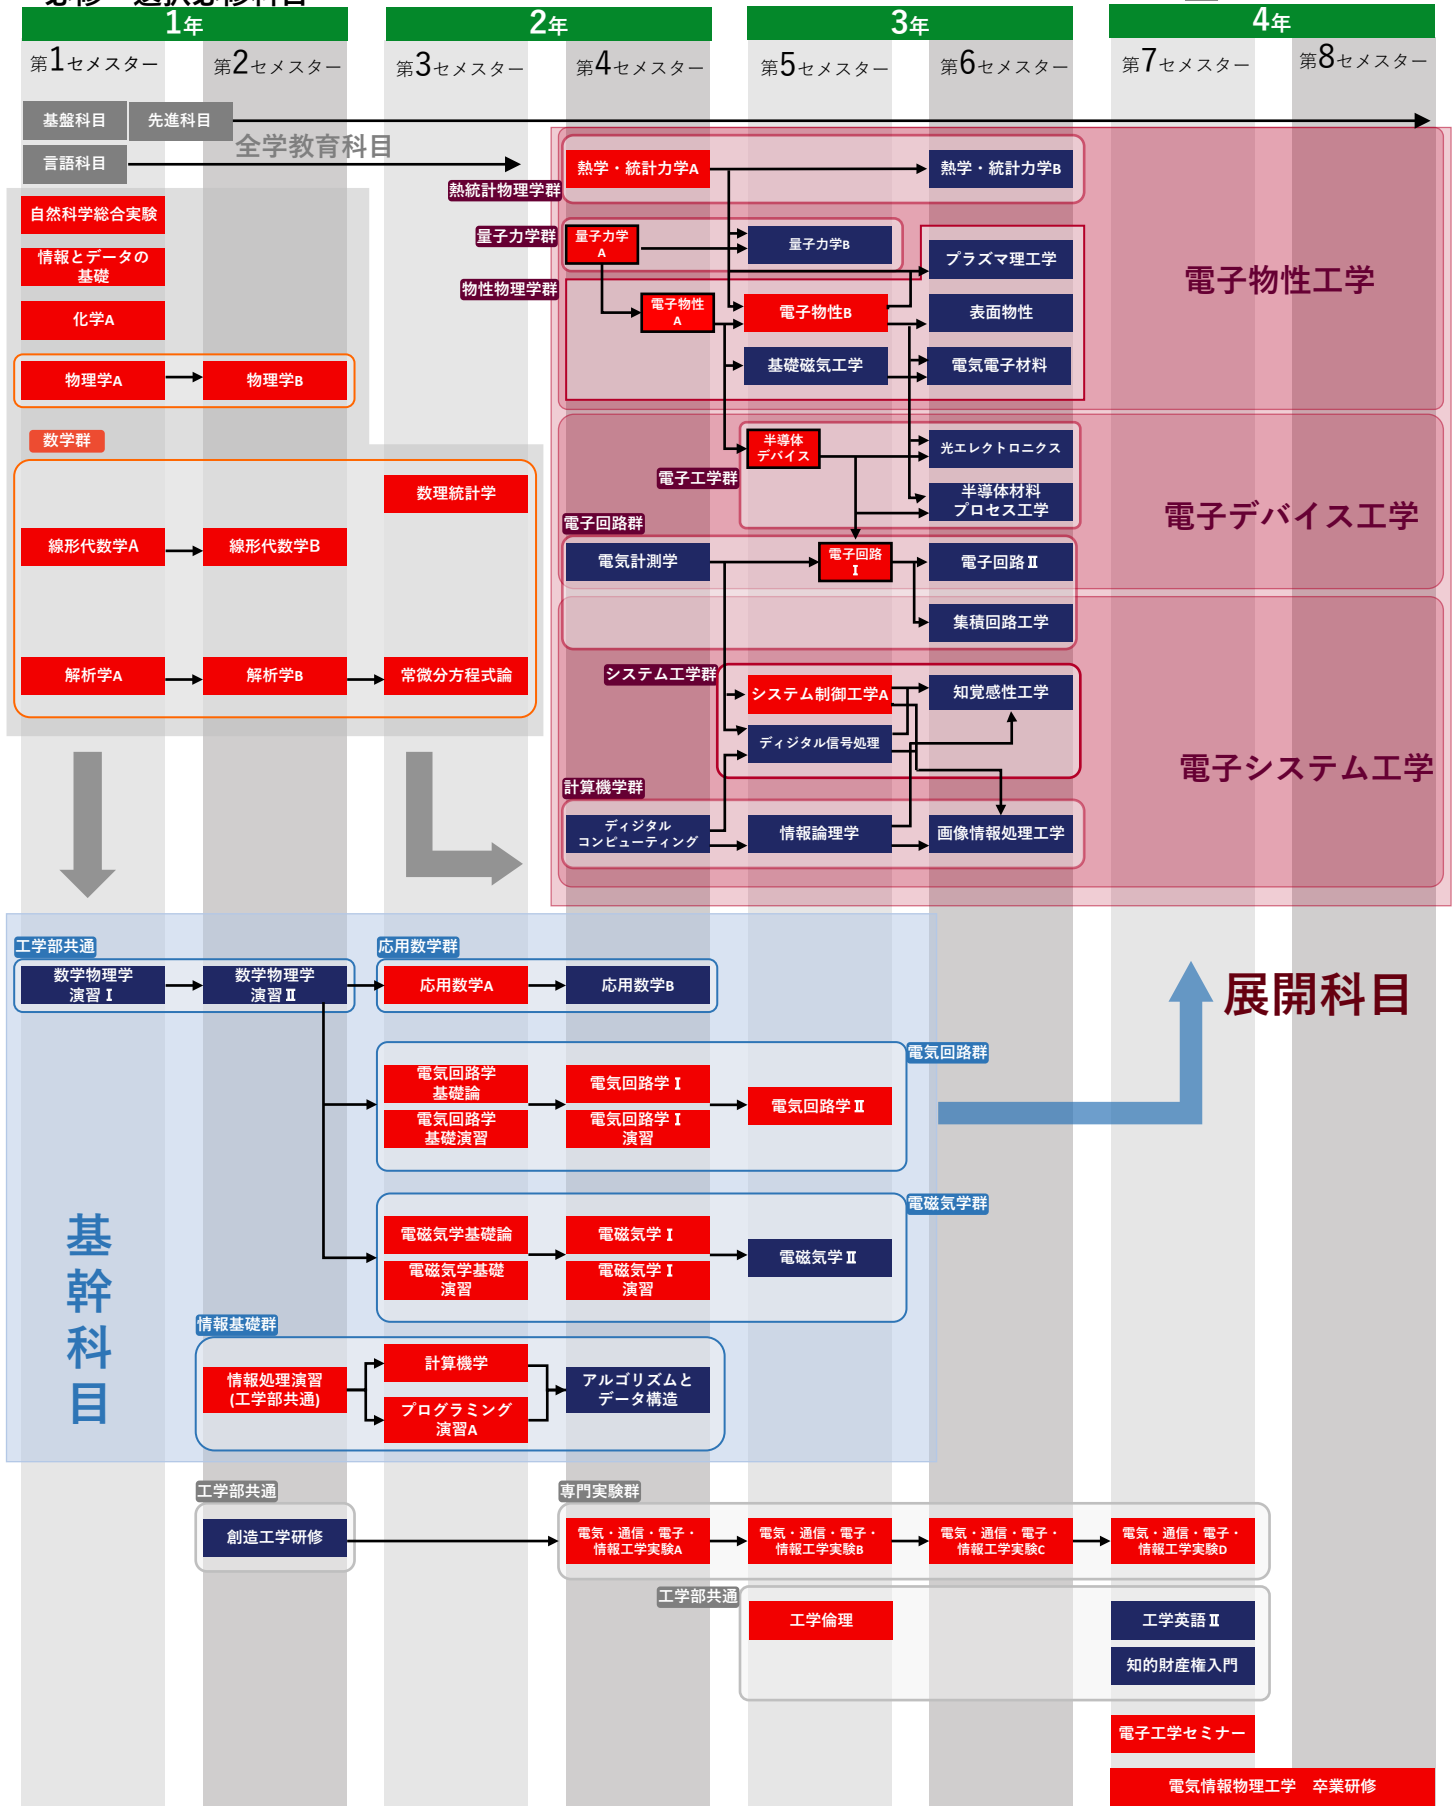 必修・選択必修科目
1年
2年
3年
4年
第1セメスター
第2セメスター
第3セメスター
第4セメスター
第5セメスター
第6セメスター
第7セメスター
第8セメスター
基盤科目
先進科目
言語科目
全学教育科目
自然科学総合実験
情報とデータの
基礎
化学A
物理学A
物理学B
数学群
数理統計学
線形代数学A
線形代数学B
解析学A
解析学B
常微分方程式論
熱統計物理学群
熱学・統計力学A
熱学・統計力学B
量子力学群
量子力学
A
量子力学B
物性物理学群
電子物性
A
電子物性B
基礎磁気工学
プラズマ理工学
表面物性
電気電子材料
電子物性工学
電子工学群
半導体
デバイス
光エレクトロニクス
半導体材料
プロセス工学
電子デバイス工学
電子回路群
電気計測学
電子回路
Ⅰ
電子回路Ⅱ
集積回路工学
システム工学群
システム制御工学A
ディジタル信号処理
知覚感性工学
電子システム工学
計算機学群
ディジタル
コンピューティング
情報論理学
画像情報処理工学
工学部共通
数学物理学
演習Ⅰ
数学物理学
演習Ⅱ
応用数学群
応用数学A
応用数学B
展開科目
電気回路群
電気回路学
基礎論
電気回路学
基礎演習
電気回路学Ⅰ
電気回路学Ⅰ
演習
電気回路学Ⅱ
電磁気学群
電磁気学基礎論
電磁気学基礎
演習
電磁気学Ⅰ
電磁気学Ⅰ
演習
電磁気学Ⅱ
基
幹
科
目
情報基礎群
情報処理演習
(工学部共通)
計算機学
プログラミング
演習A
アルゴリズムと
データ構造
工学部共通
創造工学研修
専門実験群
電気・通信・電子・
情報工学実験A
電気・通信・電子・
情報工学実験B
電気・通信・電子・
情報工学実験C
電気・通信・電子・
情報工学実験D
工学部共通
工学倫理
工学英語Ⅱ
知的財産権入門
電子工学セミナー
電気情報物理工学　卒業研修